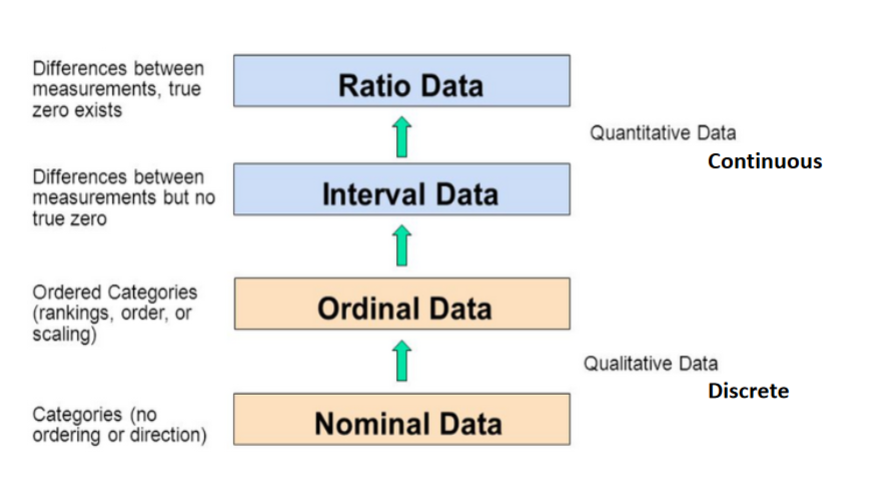 Differences between
measurements, true
zero exists
Ratio Data
Quantitative Data
Continuous
Differences between
measurements but no
true zero
Interval Data
Ordered Categories
(rankings, order, or
scaling)
Ordinal Data
Qualitative Data
Discrete
Categories (no
ordering or direction)
Nominal Data